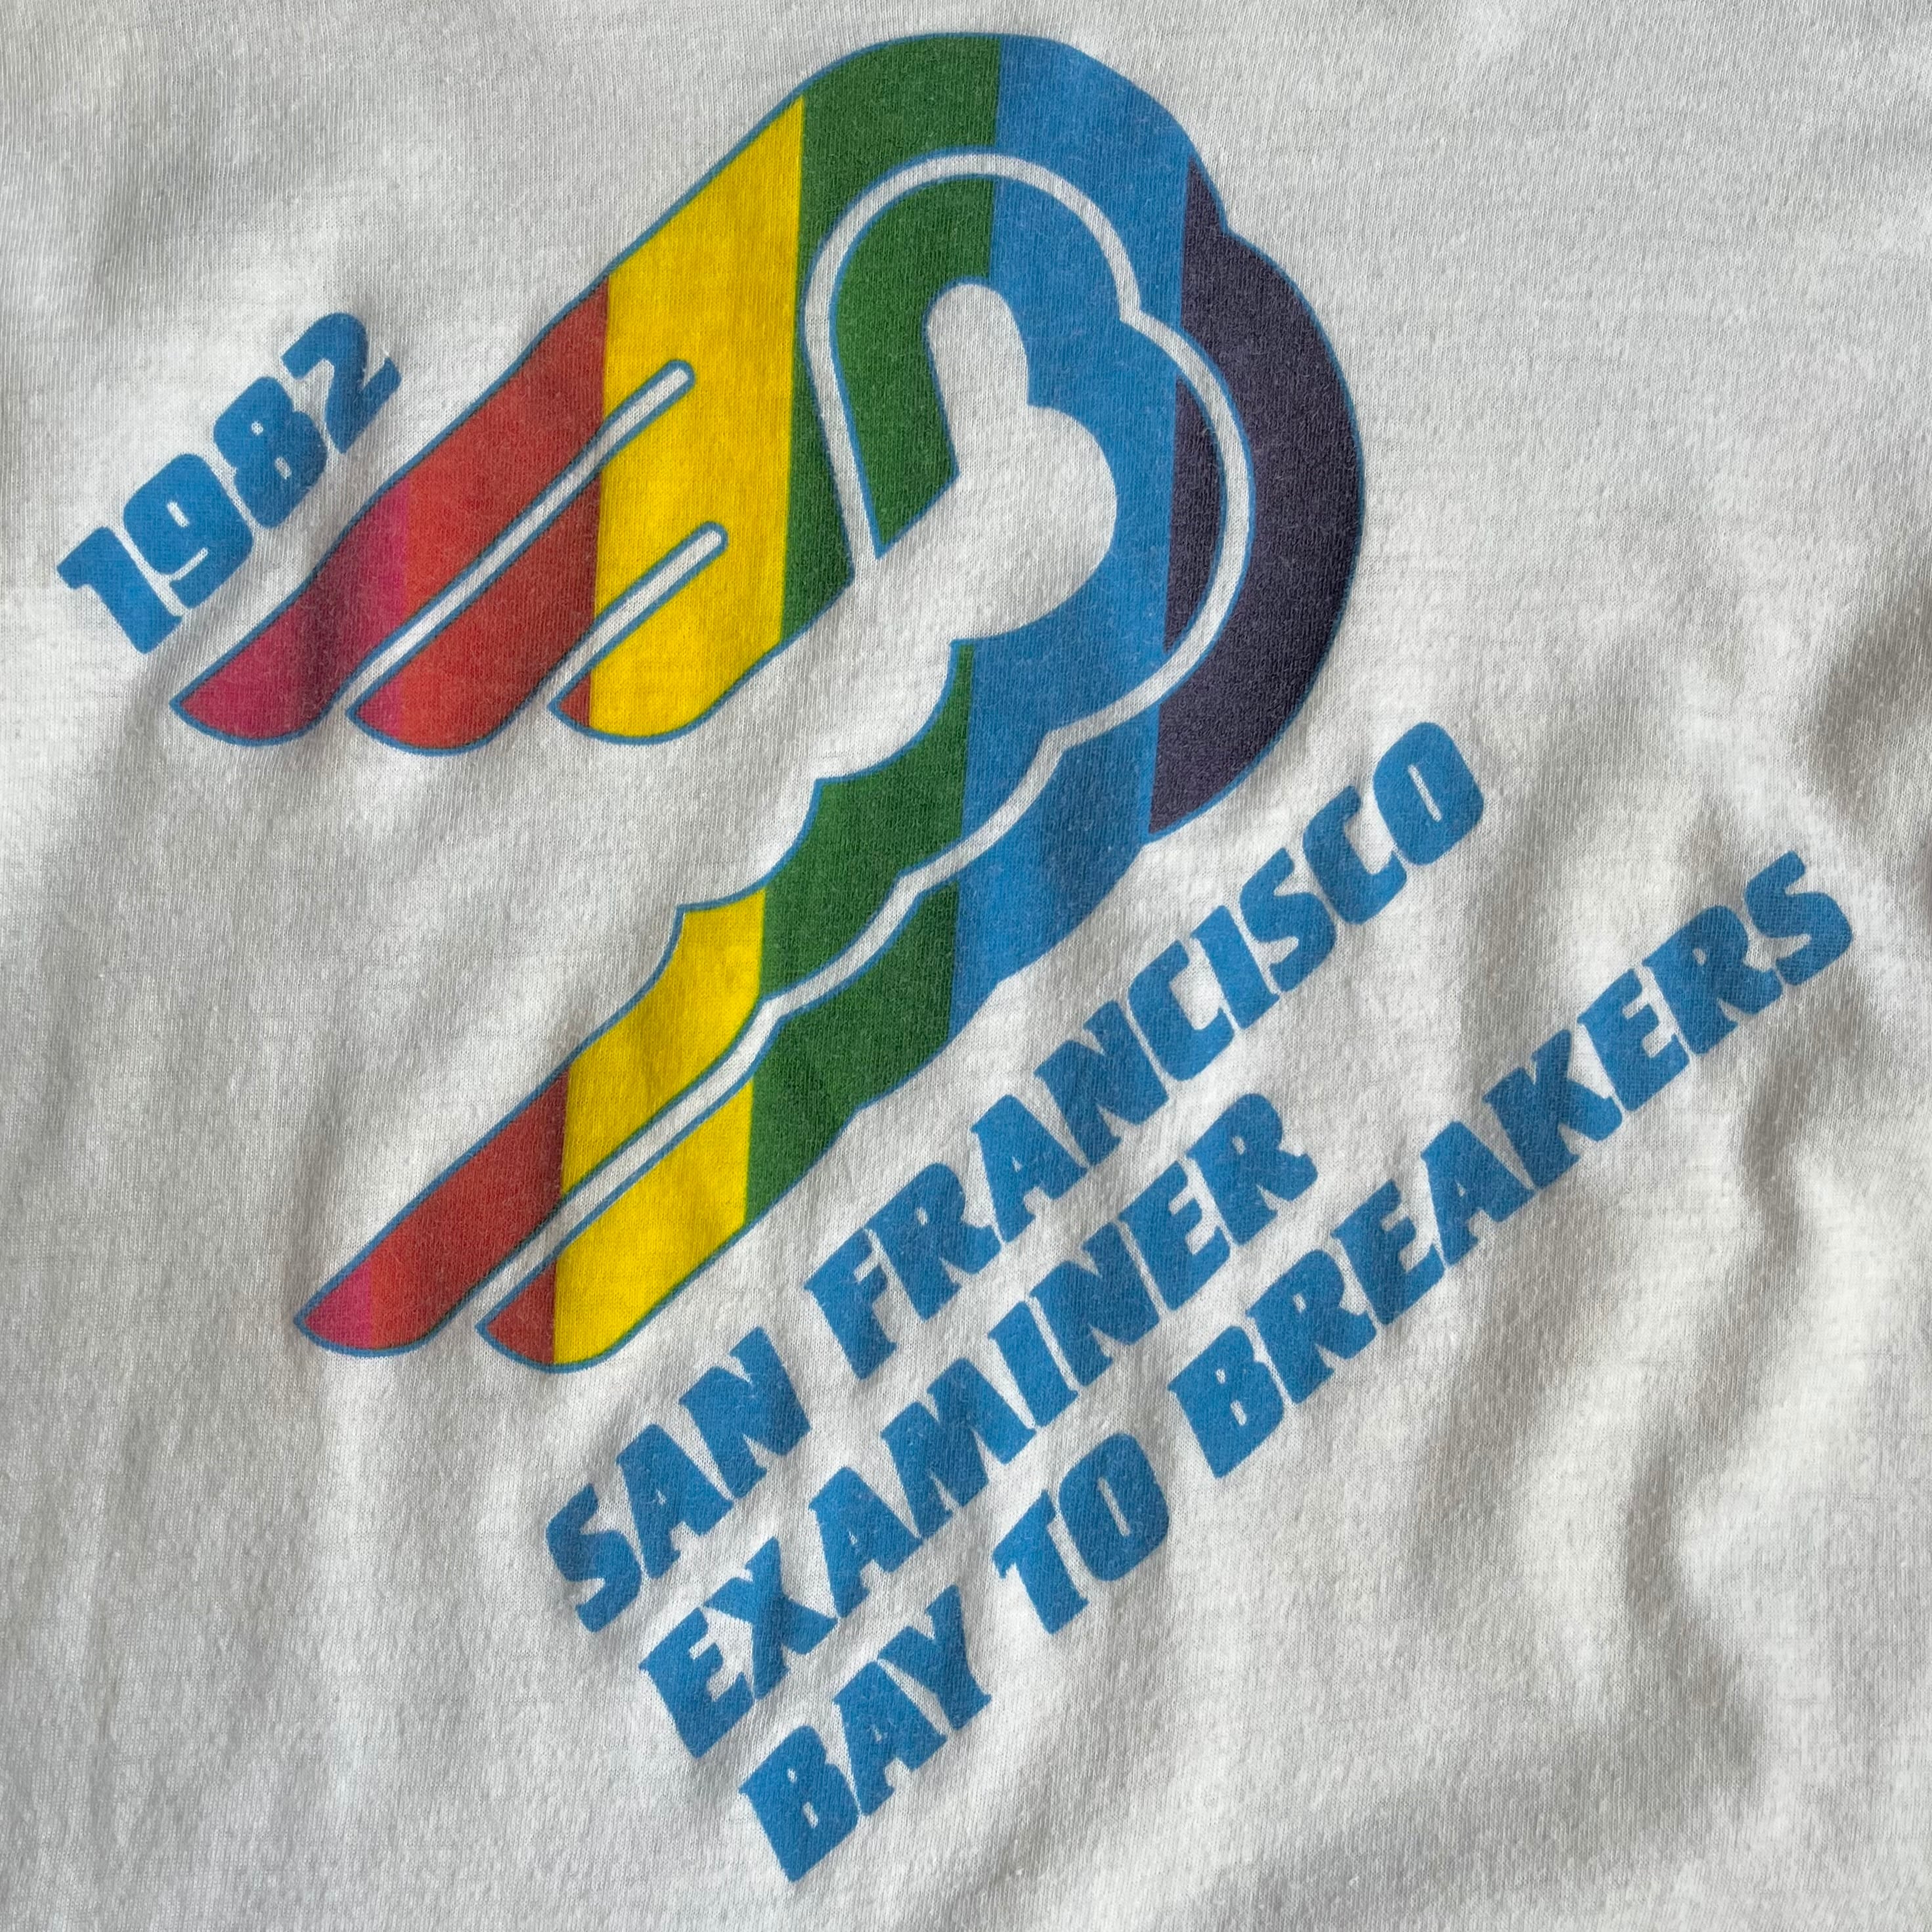 1982
SAN FRANCISCO
EXAMINER
BAY TO BREAKERS